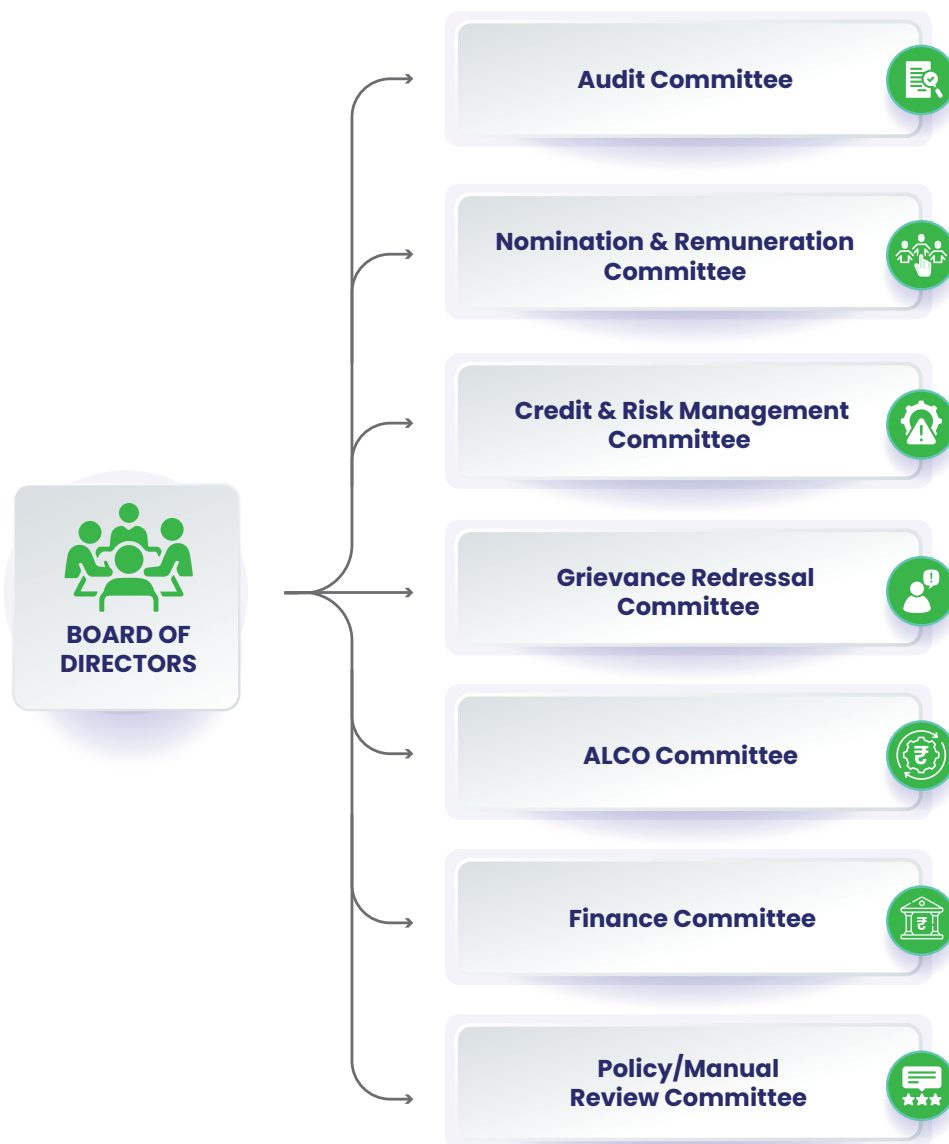 Audit Committee
Nomination & Remuneration
Committee
Credit & Risk Management
Committee
BOARD OF
DIRECTORS
Grievance Redressal
Committee
ALCO Committee
₹
Finance Committee
₹
Policy/Manual
Review Committee